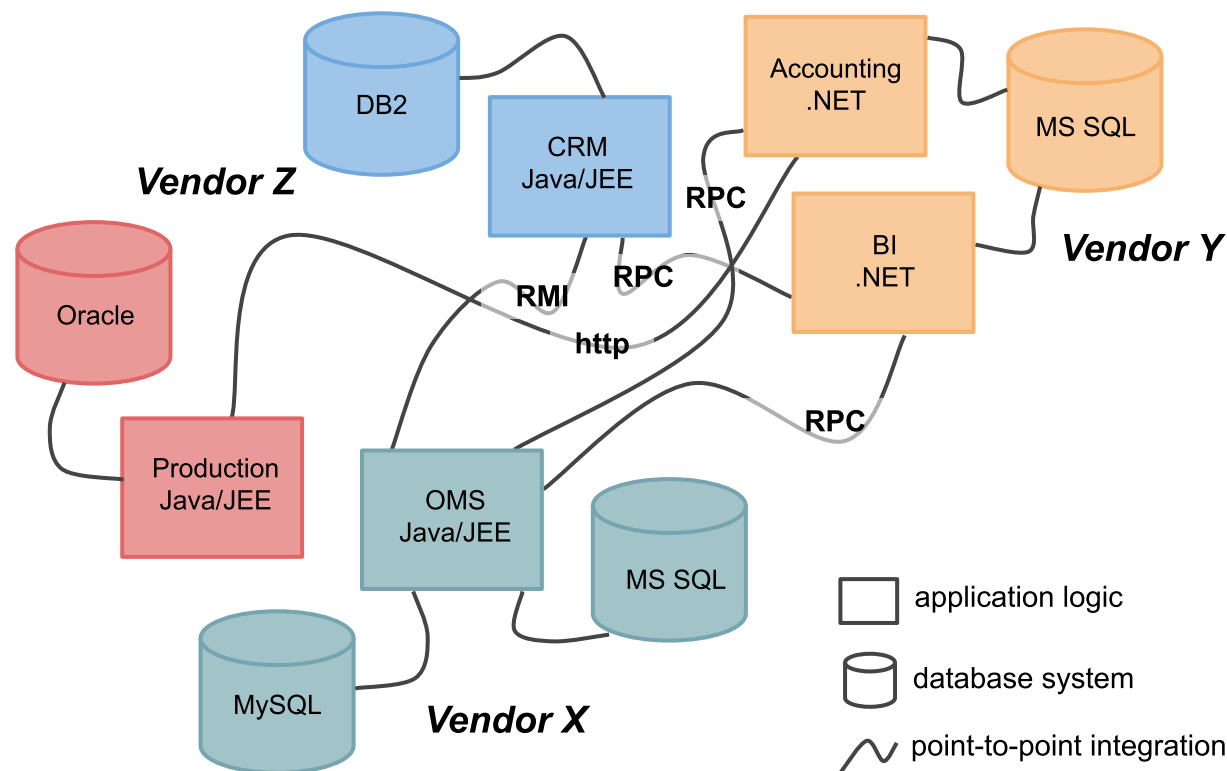 DB2
CRM
Java/JEE
Accounting
.NET
MS SQL
Vendor Z
RPC
BI
.NET
Vendor Y
Oracle
RMI
RPC
http
RPC
Production
Java/JEE
OMS
Java/JEE
MS SQL
MySQL
Vendor X
application logic
database system
point-to-point integration